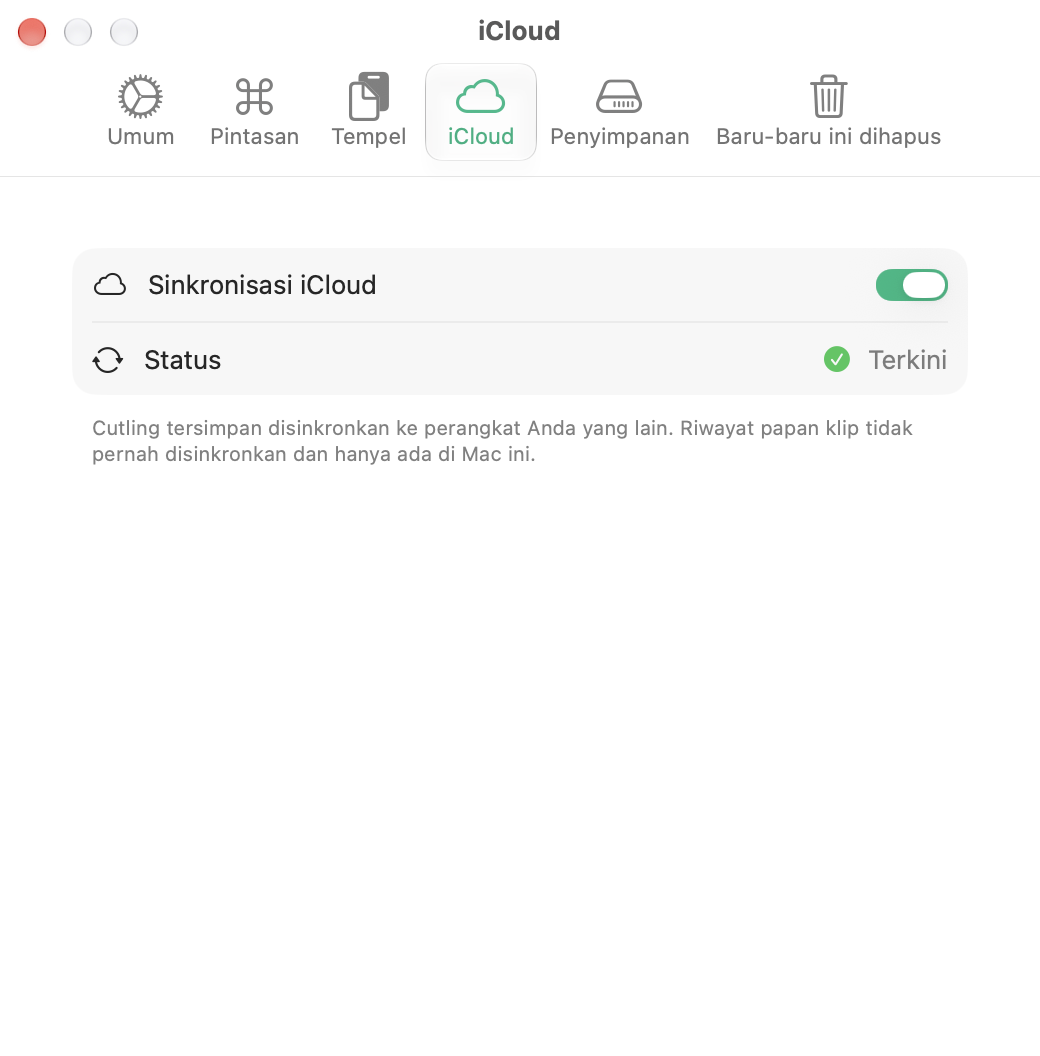 iCloud
Umum
Pintasan
Tempel
iCloud
Penyimpanan
Baru-baru ini dihapus
Sinkronisasi iCloud
Status
Terkini
Cutling tersimpan disinkronkan ke perangkat Anda yang lain. Riwayat papan klip tidak
pernah disinkronkan dan hanya ada di Mac ini.